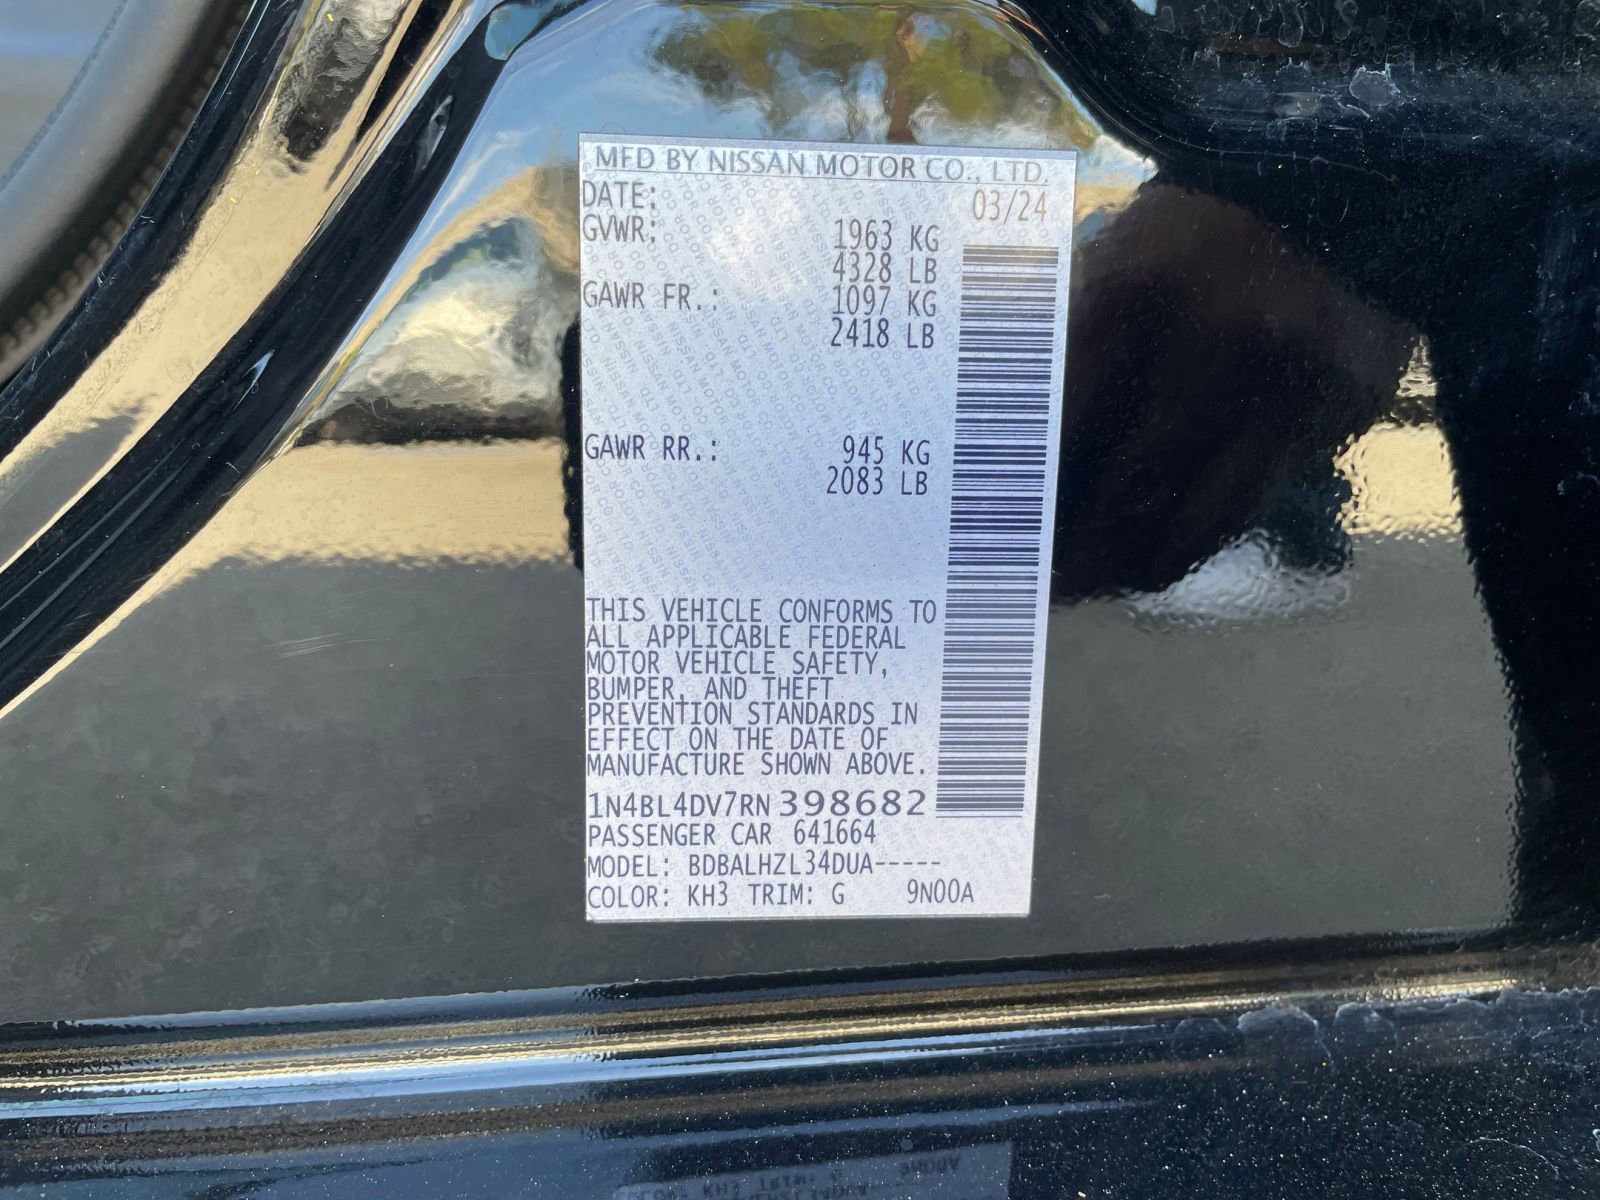 MFD BY NISSAN MOTOR CO., LTD.
DATE: 03/24
GVWR: 1963 KG
4328 LB
GAWR FR.: 1097 KG
2418 LB
GAWR RR.: 945 KG
2083 LB
THIS VEHICLE CONFORMS TO
ALL APPLICABLE FEDERAL
MOTOR VEHICLE SAFETY,
BUMPER, AND THEFT
PREVENTION STANDARDS IN
EFFECT ON THE DATE OF
MANUFACTURE SHOWN ABOVE.
1N4BL4DV7RN398682
PASSENGER CAR 641664
MODEL: BDBALHZL34DUA-----
COLOR: KH3 TRIM: G 9N00A